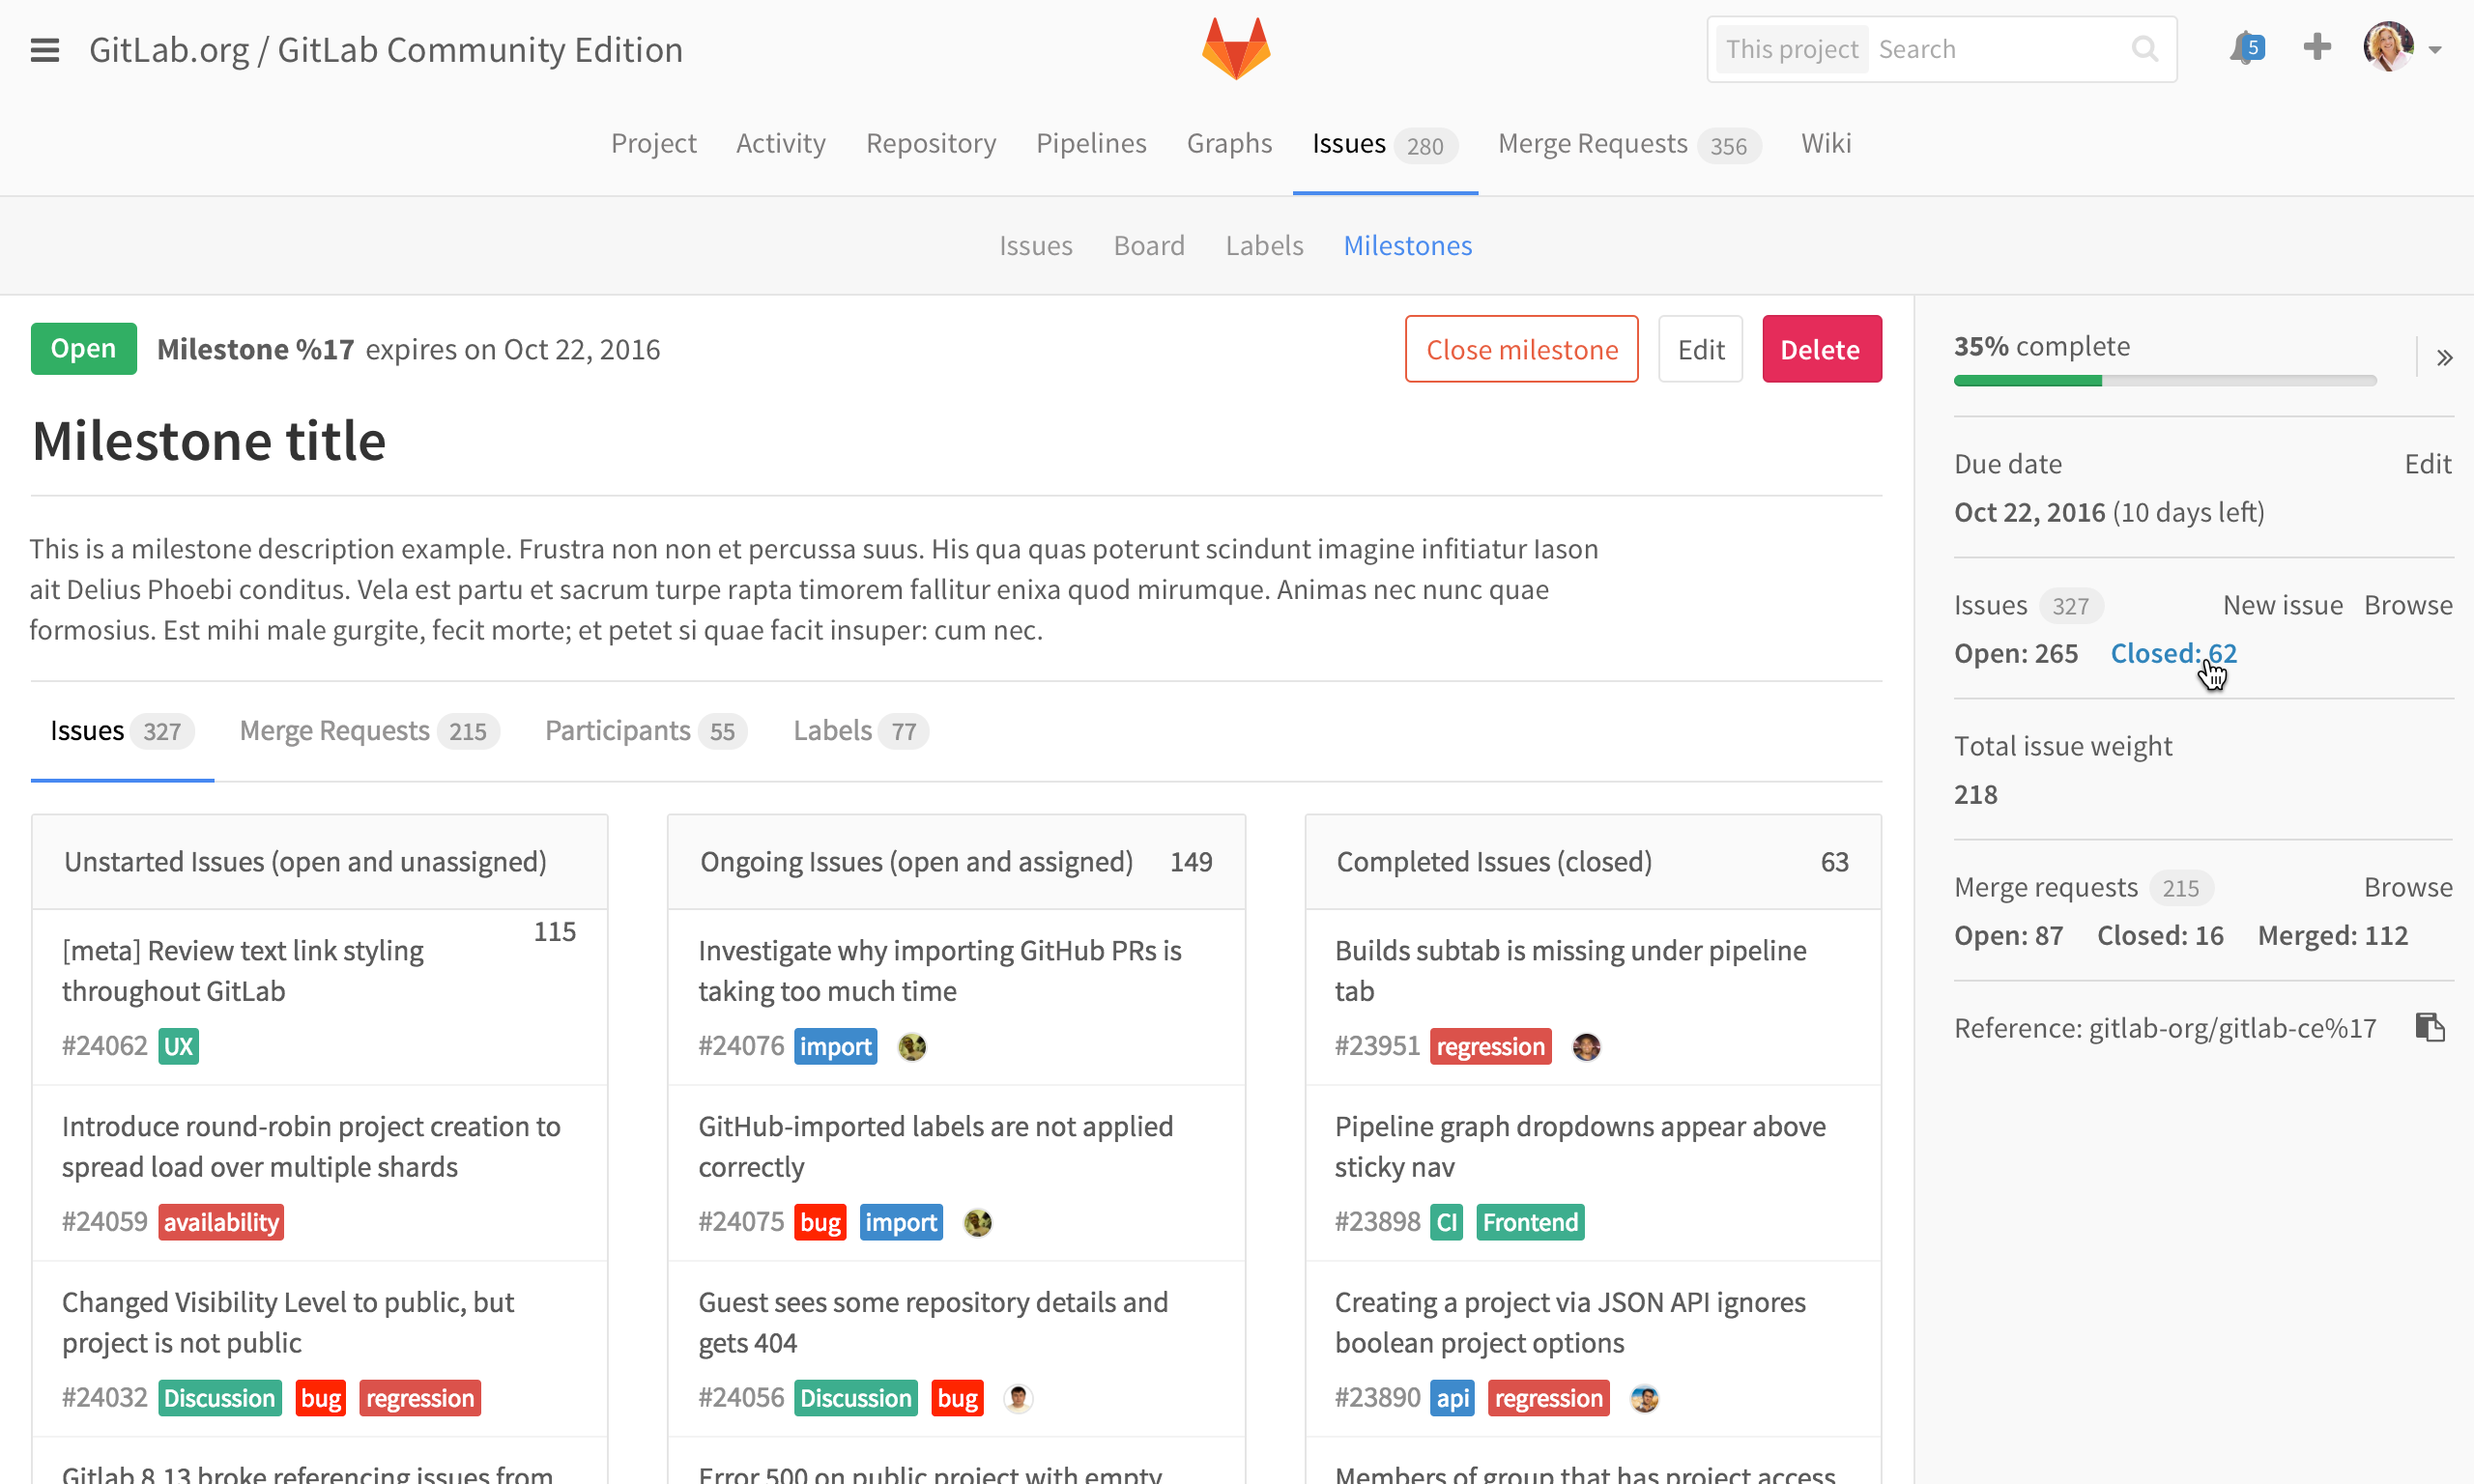 GitLab.org / GitLab Community Edition
This project Search
5
Project Activity Repository Pipelines Graphs Issues 280 Merge Requests 356 Wiki
Issues Board Labels Milestones
Open Milestone %17 expires on Oct 22, 2016
Close milestone Edit Delete
Milestone title
This is a milestone description example. Frustra non non et percussa suus. His qua quas poterunt scindunt imagine infitiatur Iason
ait Delius Phoebi conditus. Vela est partu et sacrum turpe rapta timorem fallitur enixa quod mirumque. Animas nec nunc quae
formosius. Est mihi male gurgite, fecit morte; et petet si quae facit insuper: cum nec.
Issues 327 Merge Requests 215 Participants 55 Labels 77
Unstarted Issues (open and unassigned)
115
[meta] Review text link styling
throughout GitLab
#24062 UX
Introduce round-robin project creation to
spread load over multiple shards
#24059 availability
Changed Visibility Level to public, but
project is not public
#24032 Discussion bug regression
Gitlab 8.13 broke referencing issues from
Ongoing Issues (open and assigned) 149
Investigate why importing GitHub PRs is
taking too much time
#24076 import
GitHub-imported labels are not applied
correctly
#24075 bug import
Guest sees some repository details and
gets 404
#24056 Discussion bug
Error 500 on public project with empty
Completed Issues (closed) 63
Builds subtab is missing under pipeline
tab
#23951 regression
Pipeline graph dropdowns appear above
sticky nav
#23898 CI Frontend
Creating a project via JSON API ignores
boolean project options
#23890 api regression
Members of group that has project access
35% complete
Due date Edit
Oct 22, 2016 (10 days left)
Issues 327 New issue Browse
Open: 265 Closed: 62
Total issue weight
218
Merge requests 215 Browse
Open: 87 Closed: 16 Merged: 112
Reference: gitlab-org/gitlab-ce%17